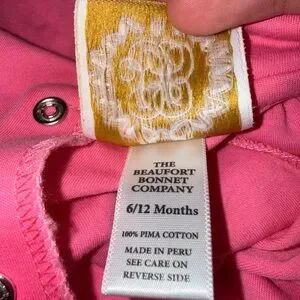 THE
BEAUFORT
BONNET
COMPANY
6/12 Months
100% PIMA COTTON
MADE IN PERU
SEE CARE ON
REVERSE SIDE